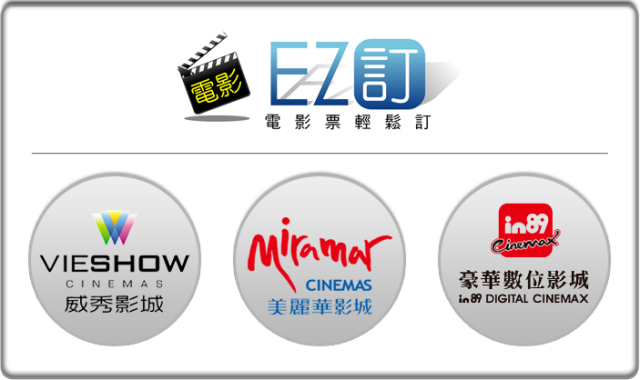 電影
EZ訂
電影票輕鬆訂
VIESHOW
CINEMAS
威秀影城
Miramar
CINEMAS
美麗華影城
in89
Cinemax
豪華數位影城
in89 DIGITAL CINEMAX